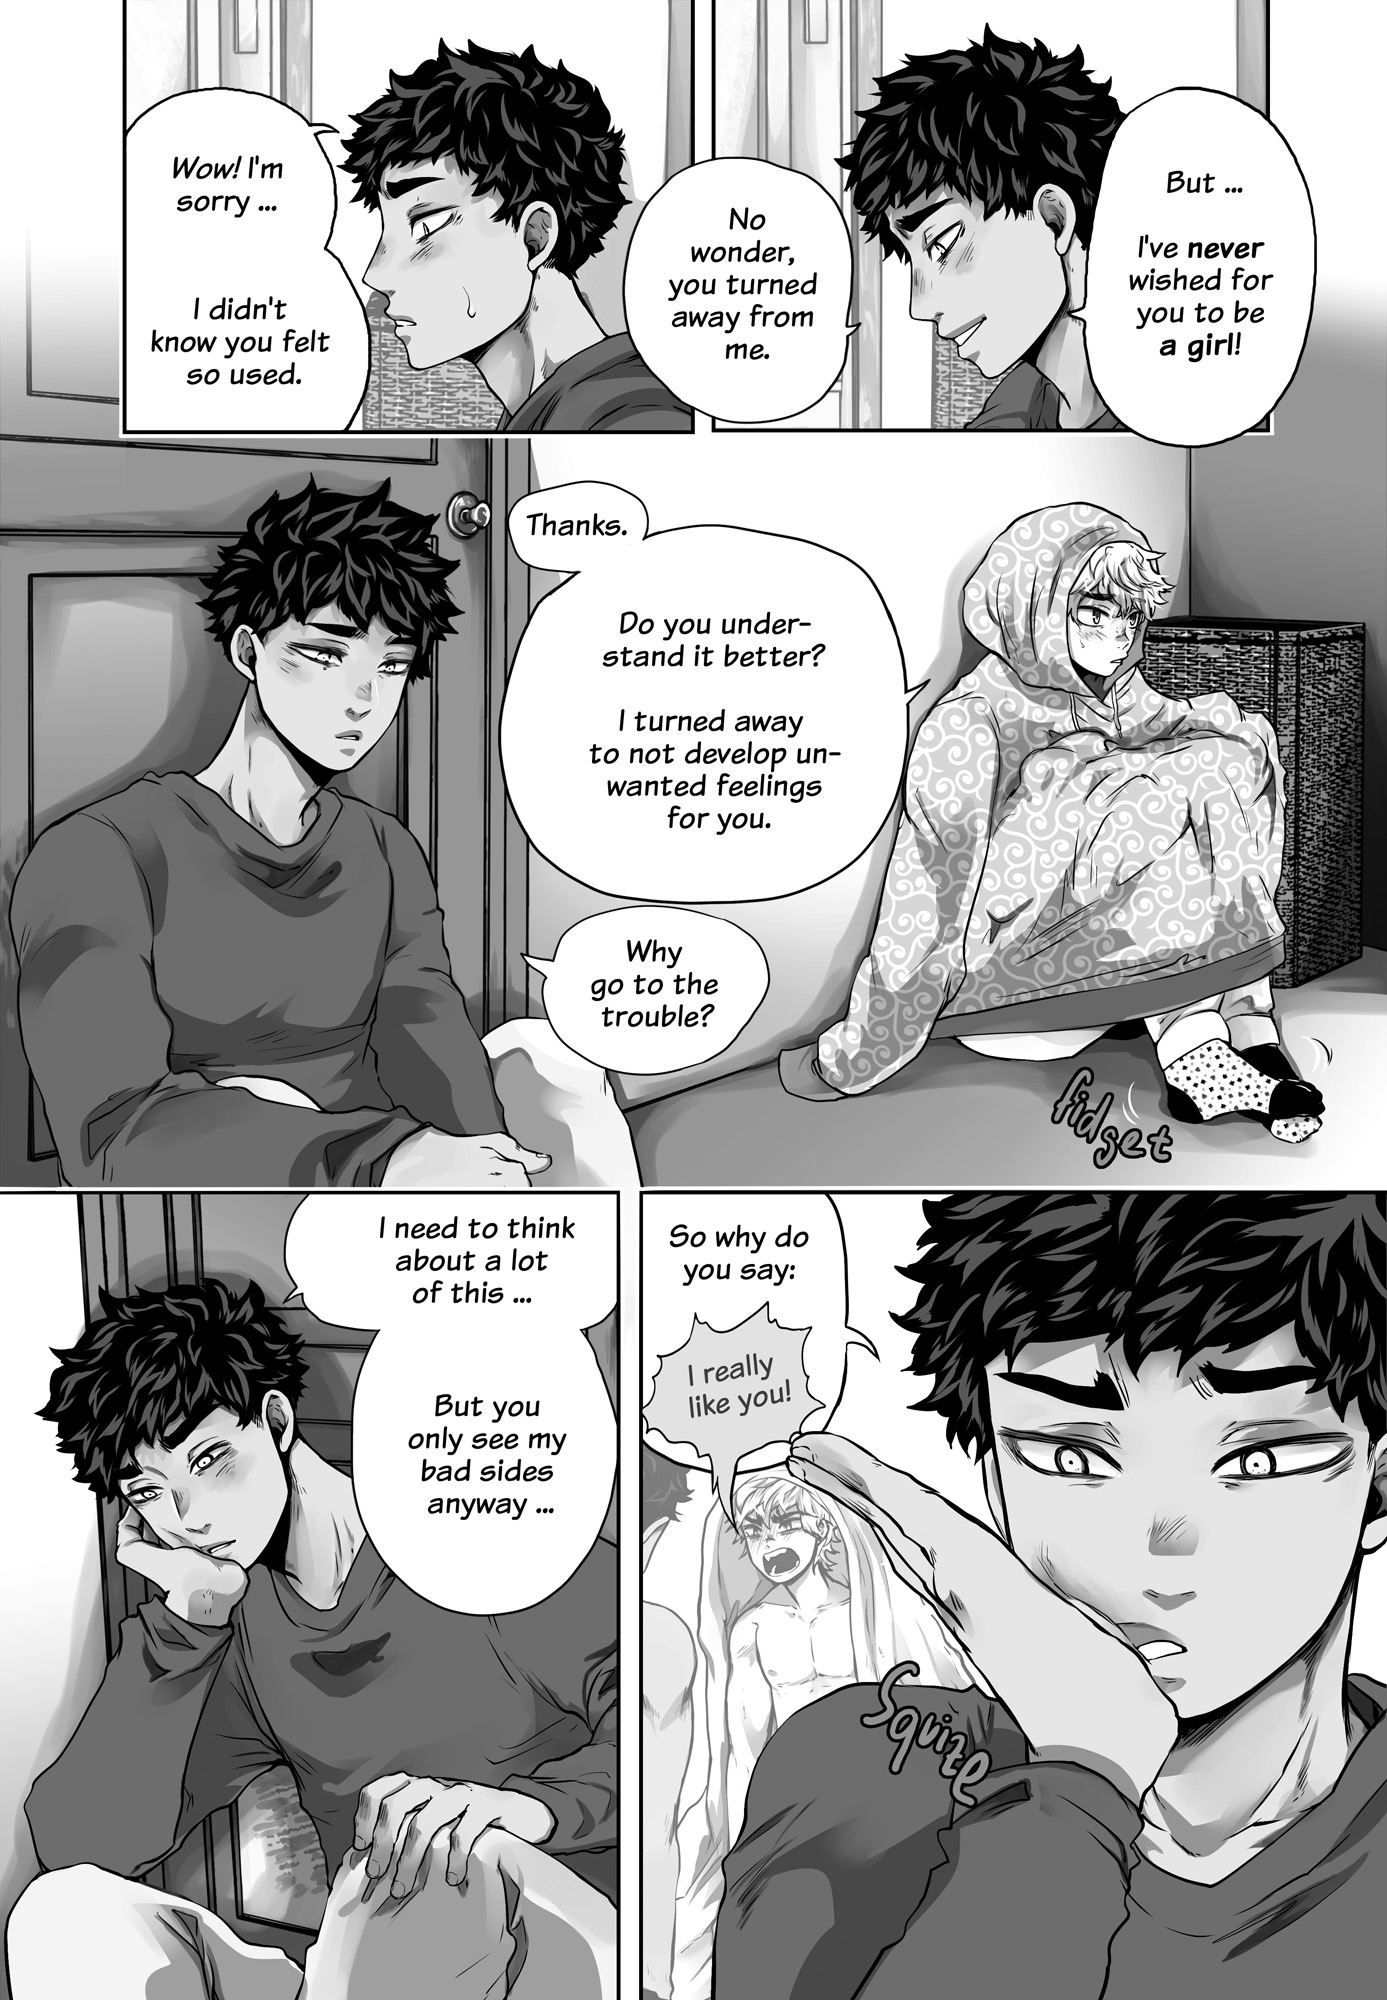 Wow! I'm
sorry ...
I didn't
know you felt
so used.
No
wonder,
you turned
away from
me.
But ...
I've never
wished for
you to be
a girl!
Thanks.
Do you under-
stand it better?
I turned away
to not develop un-
wanted feelings
for you.
Why
go to the
trouble?
fidget
I need to think
about a lot
of this ...
But you
only see my
bad sides
anyway ...
So why do
you say:
I really
like you!
Squize